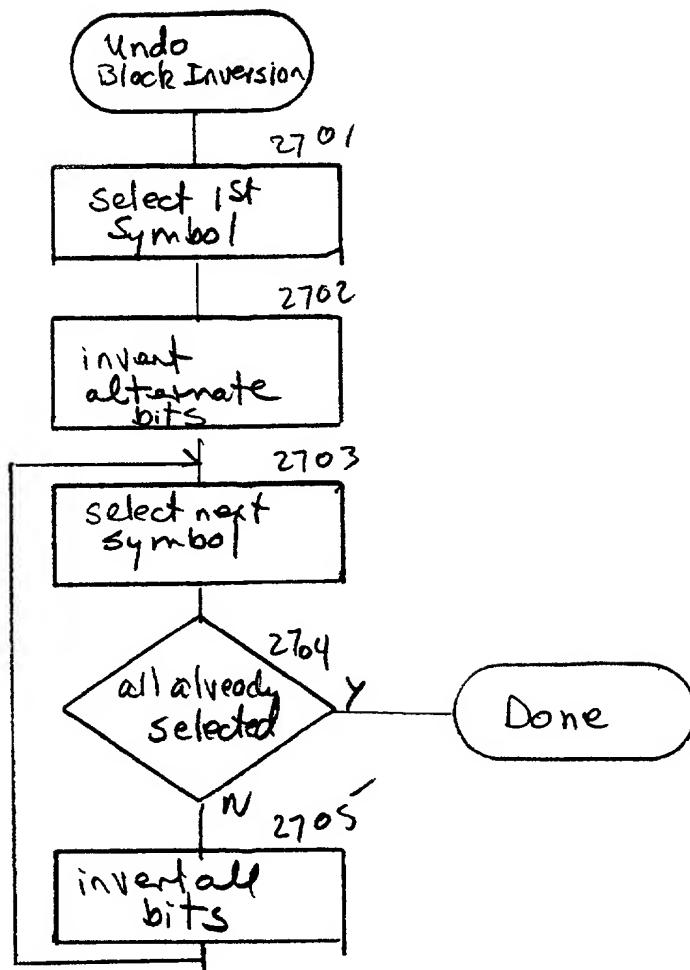 Undo
Block Inversion
2701
select 1st
symbol
2702
invert
alternate
bits
2703
select next
symbol
2704
all already
selected
Y
Done
N
2705
invert all
bits